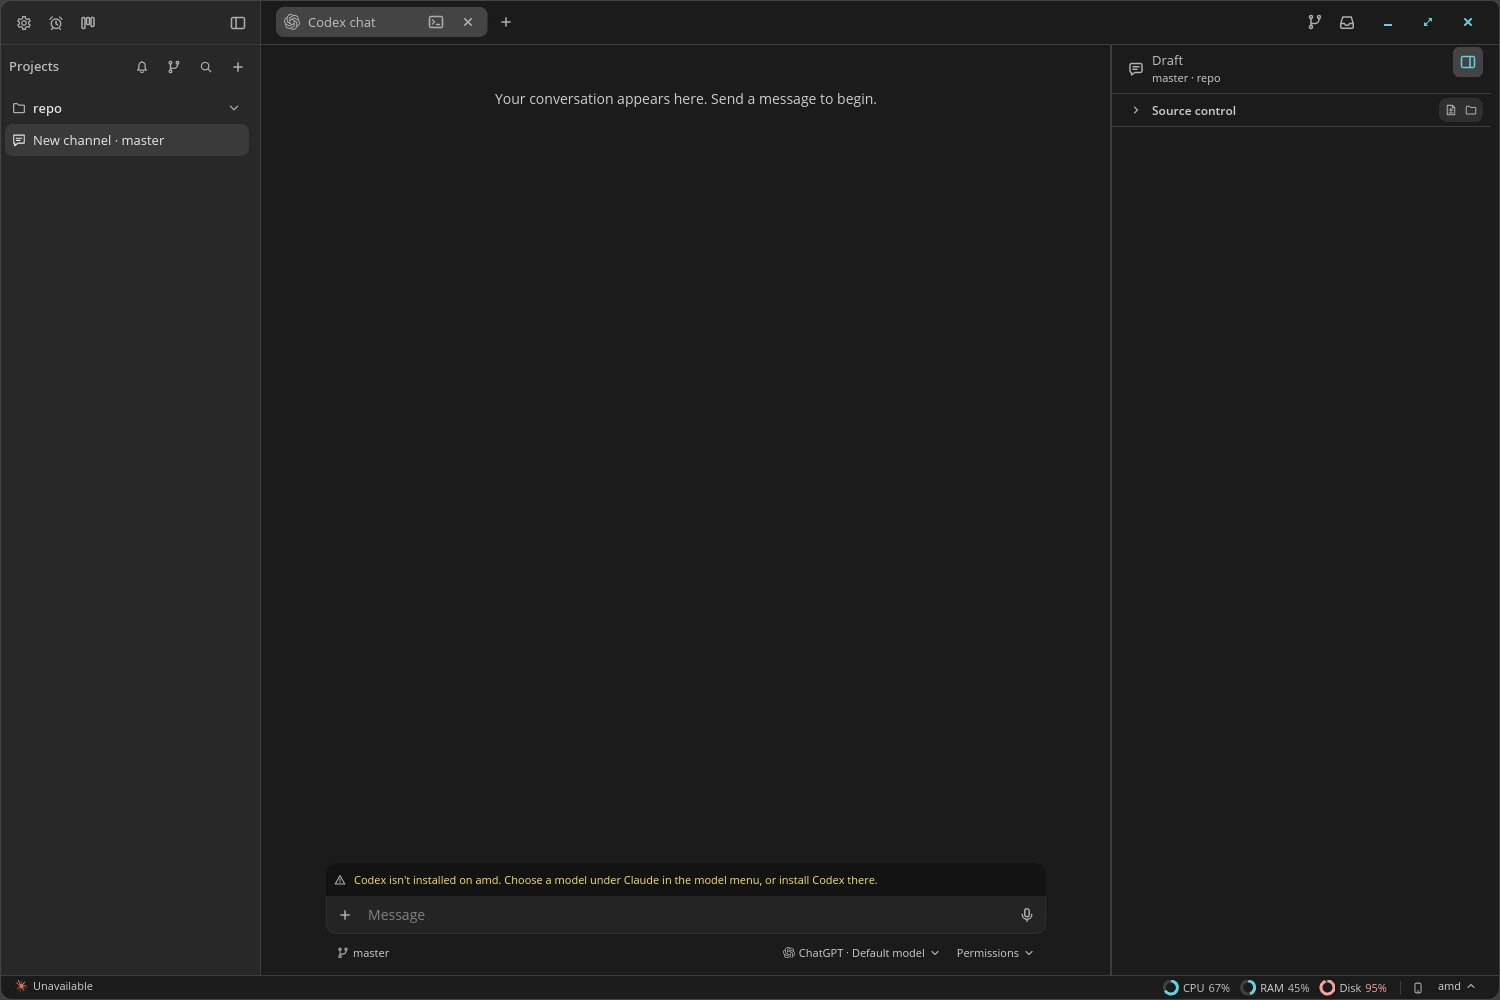 Codex chat
Projects
repo
New channel · master
Your conversation appears here. Send a message to begin.
Draft
master · repo
Source control
Codex isn't installed on amd. Choose a model under Claude in the model menu, or install Codex there.
Message
master
ChatGPT · Default model
Permissions
Unavailable
CPU 67%
RAM 45%
Disk 95%
amd